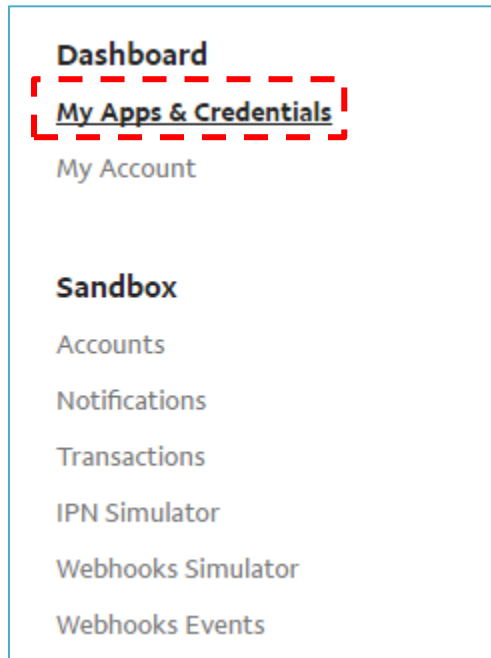 Dashboard
My Apps & Credentials
My Account
Sandbox
Accounts
Notifications
Transactions
IPN Simulator
Webhooks Simulator
Webhooks Events